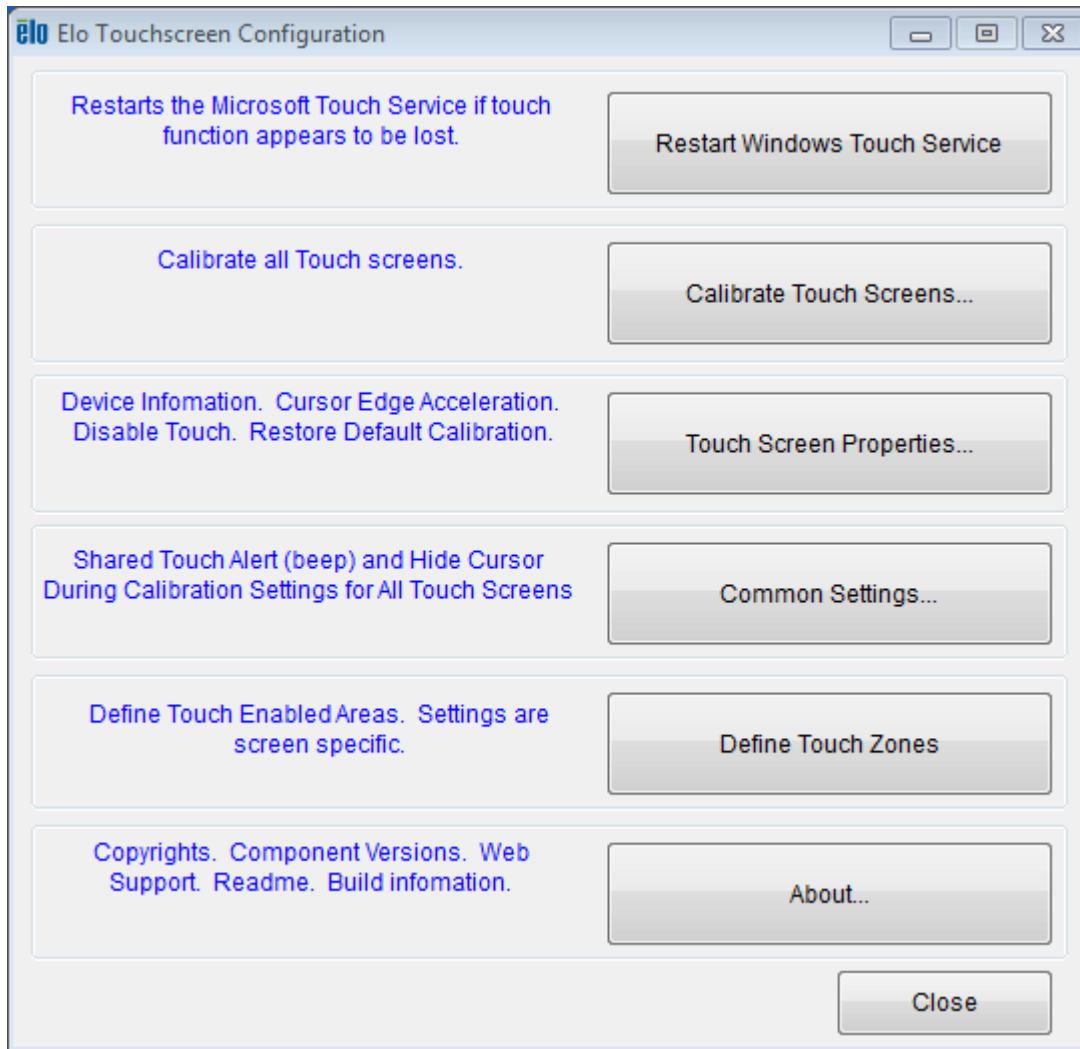 elo Elo Touchscreen Configuration
Restarts the Microsoft Touch Service if touch
function appears to be lost.
Restart Windows Touch Service
Calibrate all Touch screens.
Calibrate Touch Screens...
Device Infomation.  Cursor Edge Acceleration.
Disable Touch.  Restore Default Calibration.
Touch Screen Properties...
Shared Touch Alert (beep) and Hide Cursor
During Calibration Settings for All Touch Screens
Common Settings...
Define Touch Enabled Areas.  Settings are
screen specific.
Define Touch Zones
Copyrights.  Component Versions.  Web
Support.  Readme.  Build infomation.
About...
Close